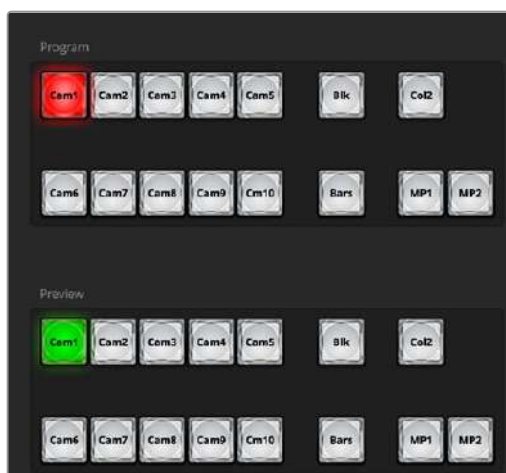 Program
Cam1 Cam2 Cam3 Cam4 Cam5 Blk Col2
Cam6 Cam7 Cam8 Cam9 Cm10 Bars MP1 MP2
Preview
Cam1 Cam2 Cam3 Cam4 Cam5 Blk Col2
Cam6 Cam7 Cam8 Cam9 Cm10 Bars MP1 MP2